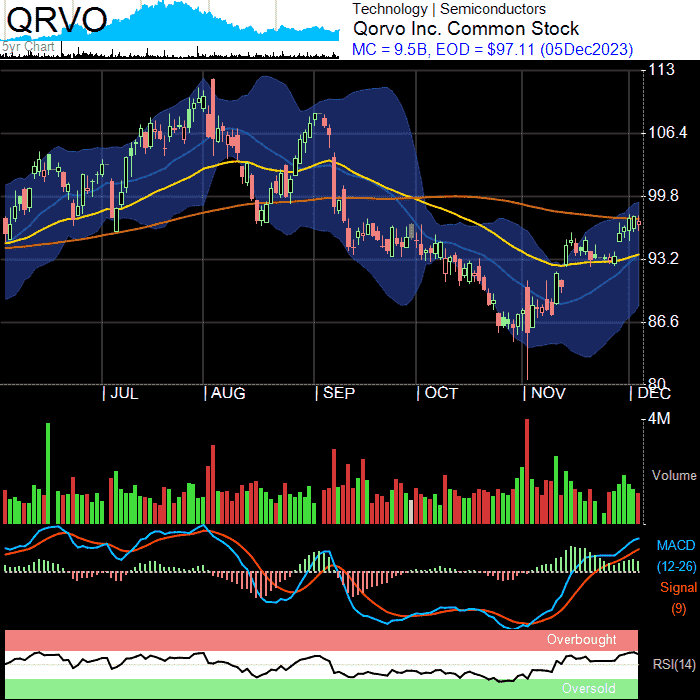 QRVO
5yr Chart
Technology | Semiconductors
Qorvo Inc. Common Stock
MC = 9.5B, EOD = $97.11 (05Dec2023)
113
106.4
99.8
93.2
86.6
80
JUL AUG SEP OCT NOV DEC
4M
Volume
MACD
(12-26)
Signal
(9)
Overbought
RSI(14)
Oversold